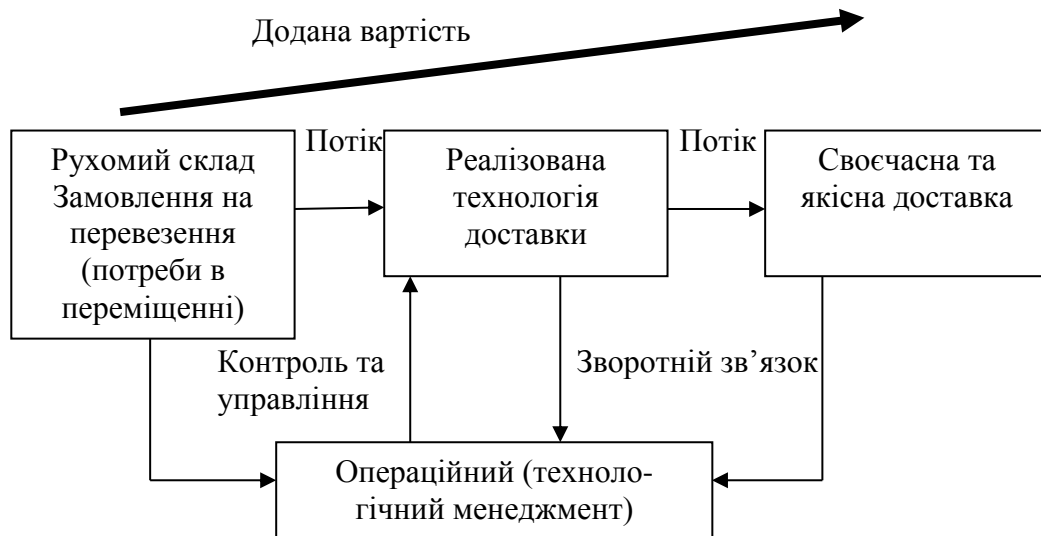 Додана вартість
Потік
Потік
Рухомий склад
Замовлення на
перевезення
(потреби в
переміщенні)
Реалізована
технологія
доставки
Своєчасна та
якісна доставка
Контроль та
управління
Зворотній зв’язок
Операційний (техноло-
гічний менеджмент)